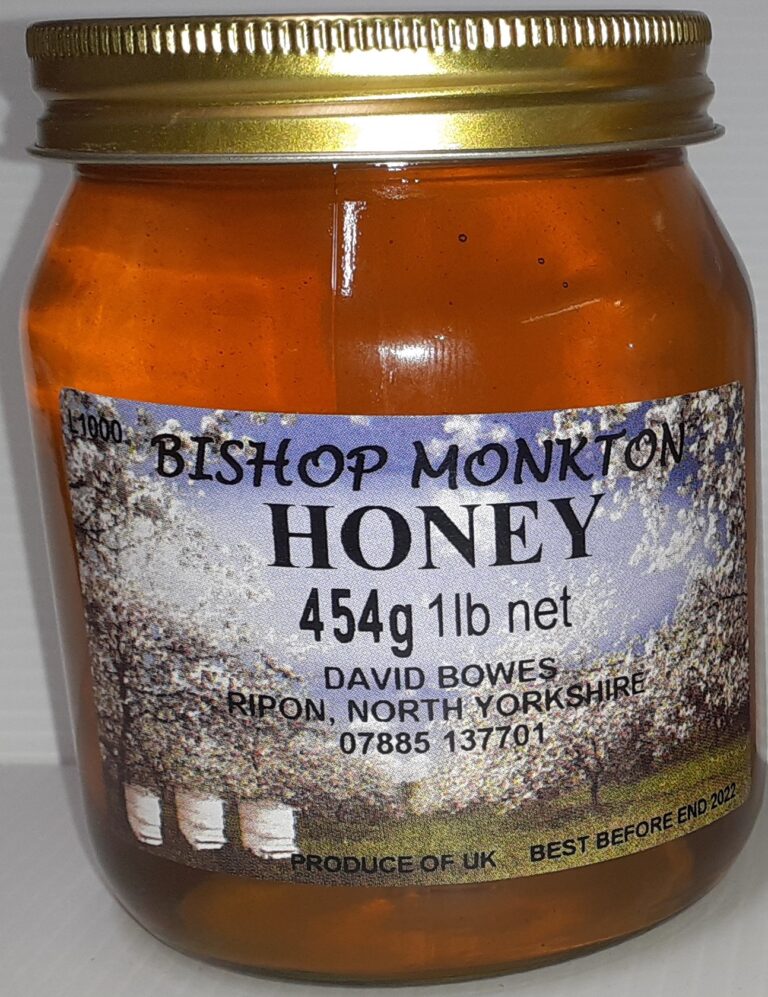 L1000
BISHOP MONKTON
HONEY
454g 1lb net
DAVID BOWES
RIPON, NORTH YORKSHIRE
07885 137701
PRODUCE OF UK BEST BEFORE END 2022